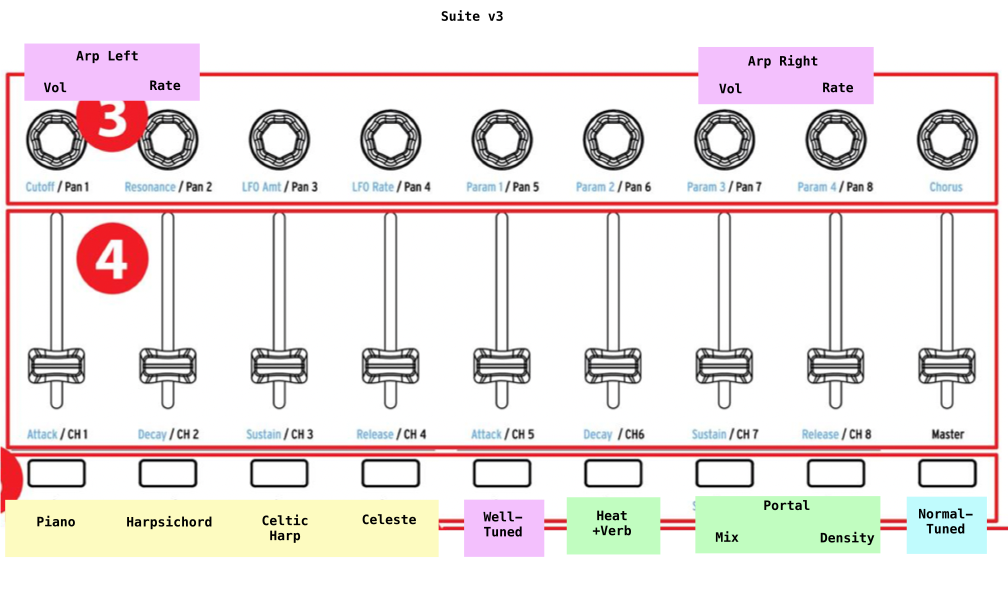 Suite v3
Arp Left
Vol Rate
Arp Right
Vol Rate
3
Cutoff / Pan 1
Resonance / Pan 2
LFO Amt / Pan 3
LFO Rate / Pan 4
Param 1 / Pan 5
Param 2 / Pan 6
Param 3 / Pan 7
Param 4 / Pan 8
Chorus
4
Attack / CH 1
Decay / CH 2
Sustain / CH 3
Release / CH 4
Attack / CH 5
Decay / CH6
Sustain / CH 7
Release / CH 8
Master
Piano
Harpsichord
Celtic
Harp
Celeste
Well-
Tuned
Heat
+Verb
Portal
Mix Density
Normal-
Tuned